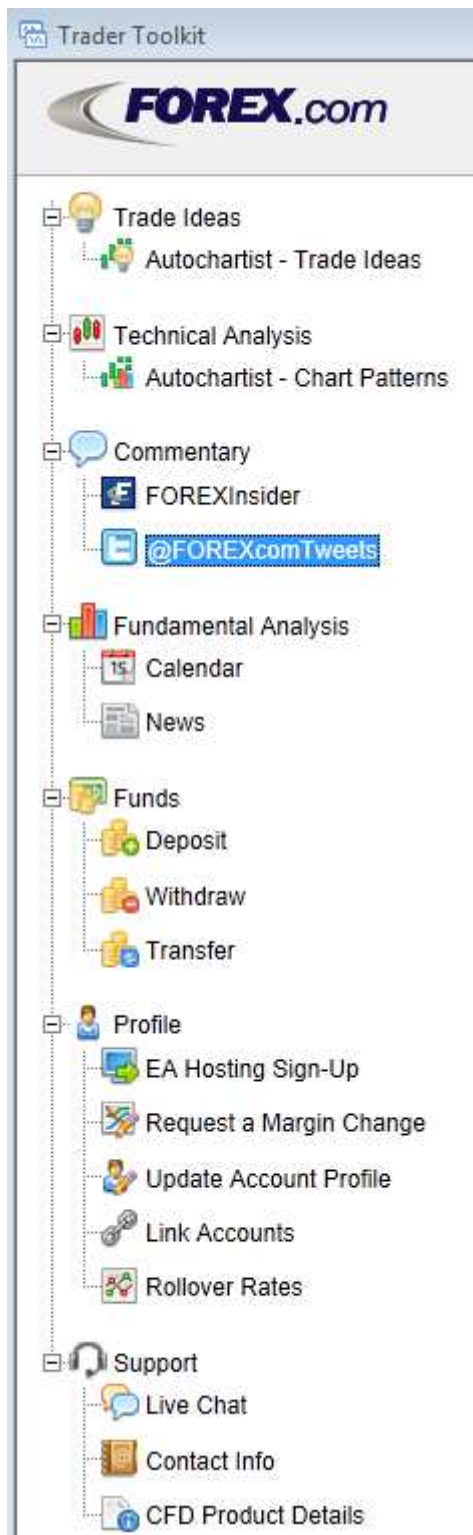 Trader Toolkit
FOREX.com
Trade Ideas
Autochartist - Trade Ideas
Technical Analysis
Autochartist - Chart Patterns
Commentary
FOREXInsider
@FOREXcomTweets
Fundamental Analysis
15
Calendar
News
Funds
Deposit
Withdraw
Transfer
Profile
EA Hosting Sign-Up
Request a Margin Change
Update Account Profile
Link Accounts
Rollover Rates
Support
Live Chat
Contact Info
CFD Product Details